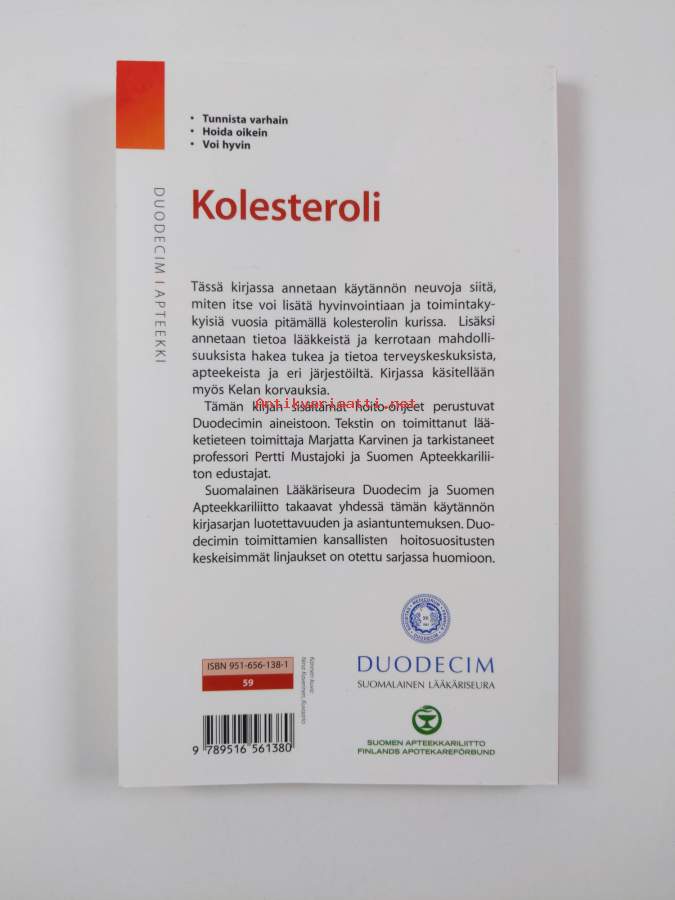 • Tunnista varhain
• Hoida oikein
• Voi hyvin
DUODECIM | APTEEKKI
Kolesteroli
Tässä kirjassa annetaan käytännön neuvoja siitä,
miten itse voi lisätä hyvinvointiaan ja toimintaky-
kyisiä vuosia pitämällä kolesterolin kurissa. Lisäksi
annetaan tietoa lääkkeistä ja kerrotaan mahdolli-
suuksista hakea tukea ja tietoa terveyskeskuksista,
apteekeista ja eri järjestöiltä. Kirjassa käsitellään
myös Kelan korvauksia.
Antikvariaatti.net
Tämän kirjan sisältämät hoito-ohjeet perustuvat
Duodecimin aineistoon. Tekstin on toimittanut lää-
ketieteen toimittaja Marjatta Karvinen ja tarkistaneet
professori Pertti Mustajoki ja Suomen Apteekkarilii-
ton edustajat.
Suomalainen Lääkäriseura Duodecim ja Suomen
Apteekkariliitto takaavat yhdessä tämän käytännön
kirjasarjan luotettavuuden ja asiantuntemuksen. Duo-
decimin toimittamien kansallisten hoitosuositusten
keskeisimmät linjaukset on otettu sarjassa huomioon.
ISBN 951-656-138-1
59
Kannen kuva:
9 789516 561380
DUODECIM
SUOMALAINEN LÄÄKÄRISEURA
SUOMEN APTEEKKARILIITTO
FINLANDS APOTEKAREFÖRBUND